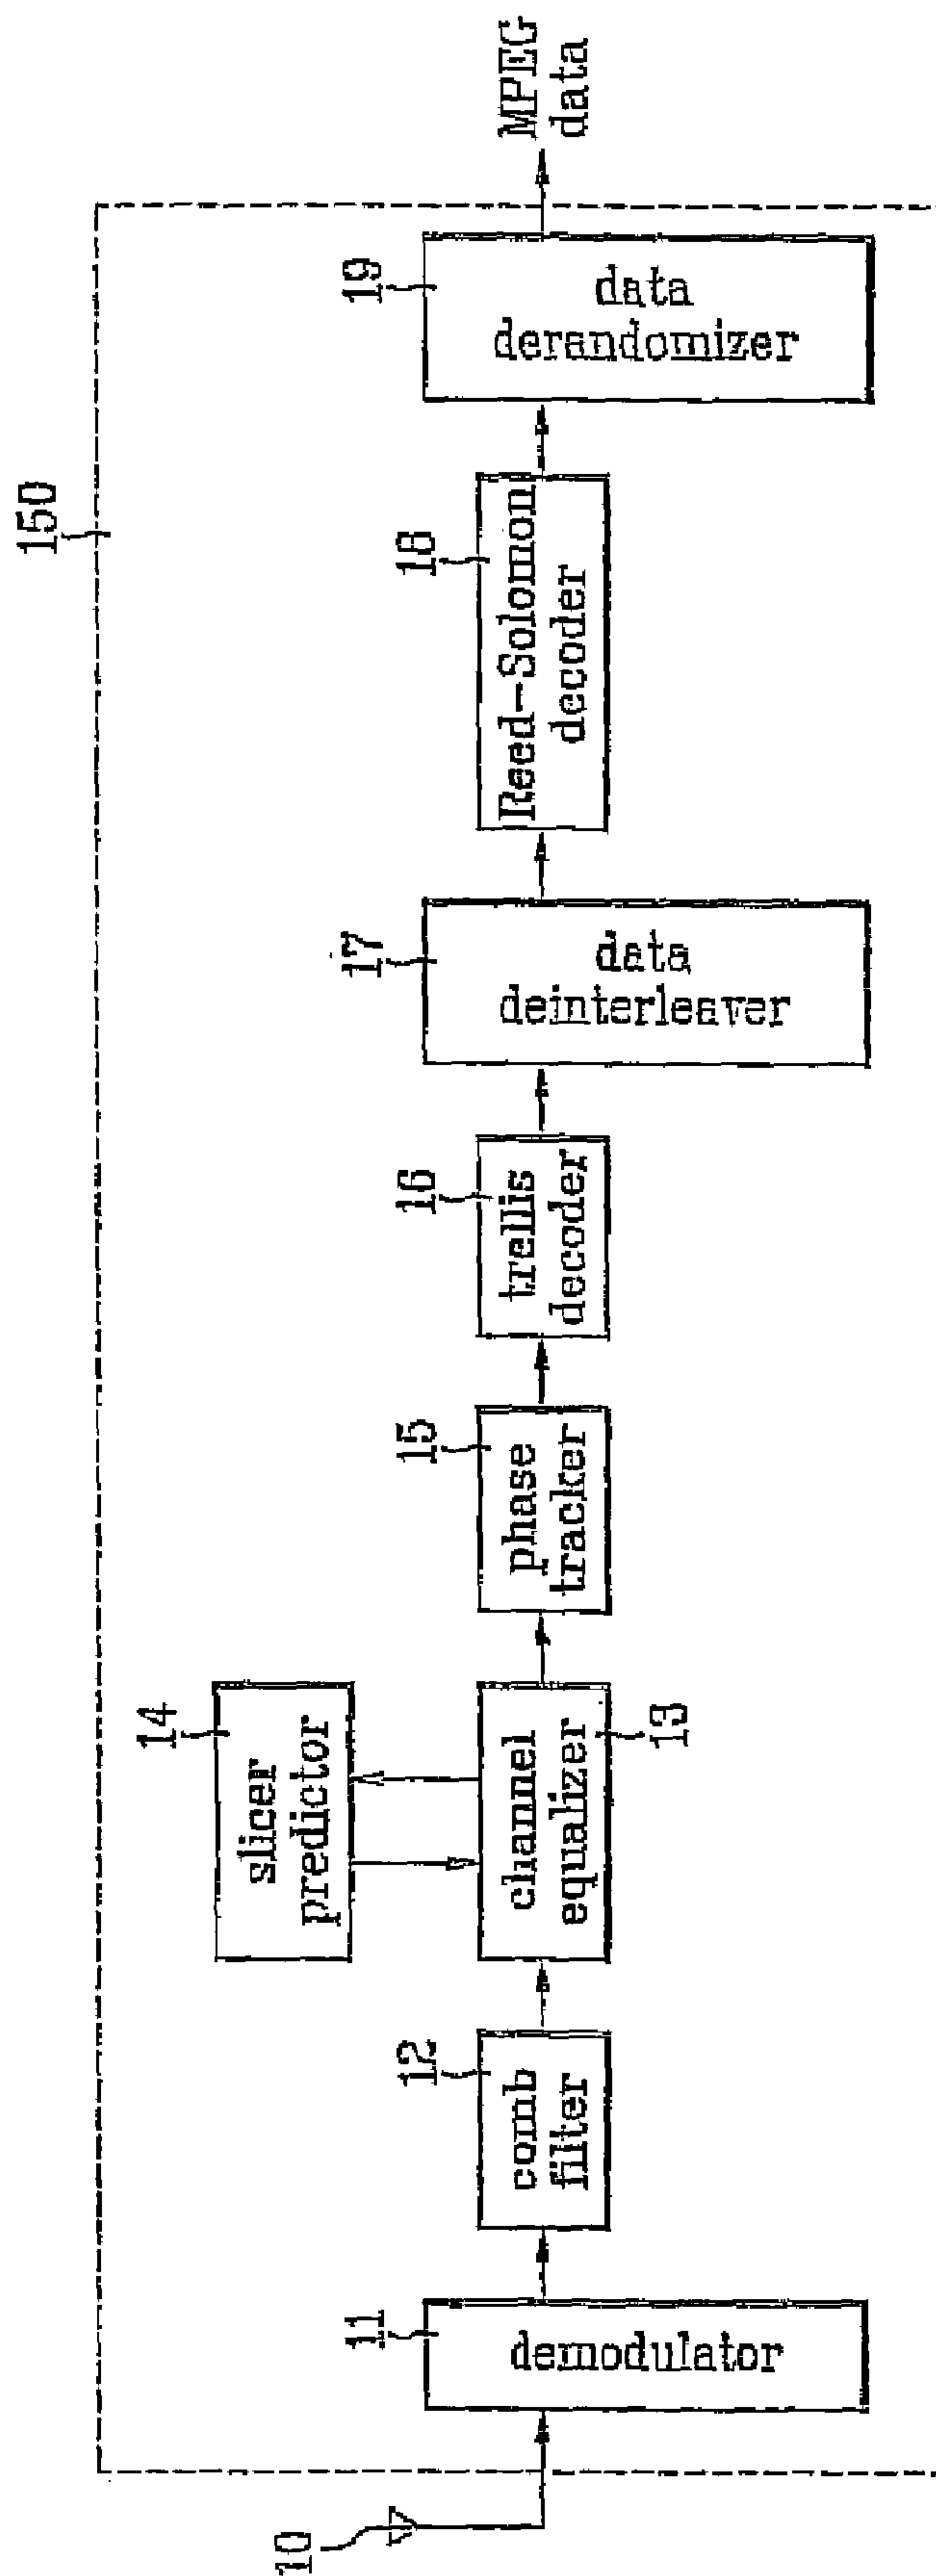 150
10
11
demodulator
12
comb
filter
14
slicer
predictor
channel
equalizer
13
15
phase
tracker
16
trellis
decoder
17
data
deinterleaver
18
Reed-Solomon
decoder
19
data
derandomizer
MPEG
data